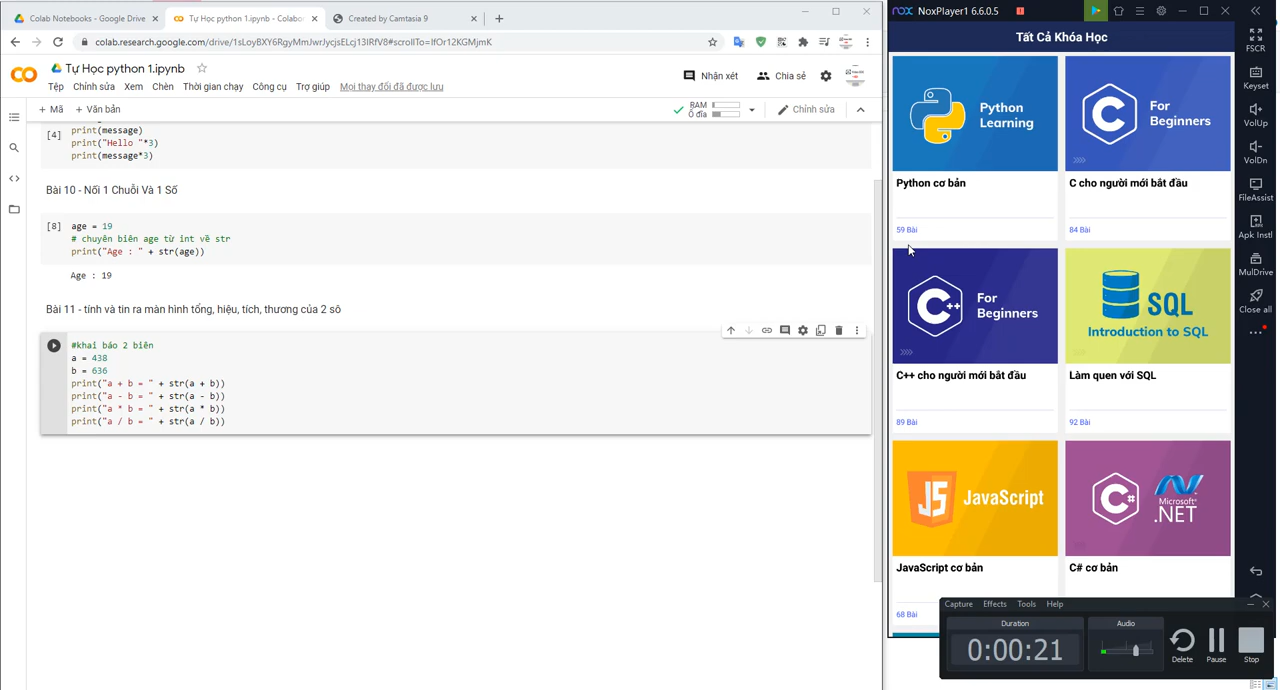 Colab Notebooks - Google Drive
Tự Học python 1.ipynb - Colabor
Created by Camtasia 9
colab.research.google.com/drive/1sLoyBXY6RgyMmJwrJycjsELcj13IRfV8#scrollTo=IfOr12KGMjmK
Tự Học python 1.ipynb
Nhận xét
Chia sẻ
Tệp Chỉnh sửa Xem Thời gian chạy Công cụ Trợ giúp Mọi thay đổi đã được lưu
+ Mã + Văn bản
RAM
Ổ đĩa
Chỉnh sửa
print(message)
[4] print("Hello "*3)
print(message*3)
Bài 10 - Nối 1 Chuỗi Và 1 Số
[8] age = 19
# chuyên biên age từ int về str
print("Age : " + str(age))
Age : 19
Bài 11 - tính và tin ra màn hình tổng, hiệu, tích, thương của 2 sô
#khai báo 2 biên
a = 438
b = 636
print("a + b = " + str(a + b))
print("a - b = " + str(a - b))
print("a * b = " + str(a * b))
print("a / b = " + str(a / b))
nox NoxPlayer1 6.6.0.5
Tất Cả Khóa Học
Python
Learning
Python cơ bản
59 Bài
C
For
Beginners
C cho người mới bắt đầu
84 Bài
C++
For
Beginners
C++ cho người mới bắt đầu
89 Bài
SQL
Introduction to SQL
Làm quen với SQL
92 Bài
JS JavaScript
JavaScript cơ bản
68 Bài
C#
Microsoft
.NET
C# cơ bản
FSCR
Keyset
VolUp
VolDn
FileAssist
Apk Instl
MulDrive
Close all
Capture Effects Tools Help
Duration
0:00:21
Audio
Delete
Pause
Stop